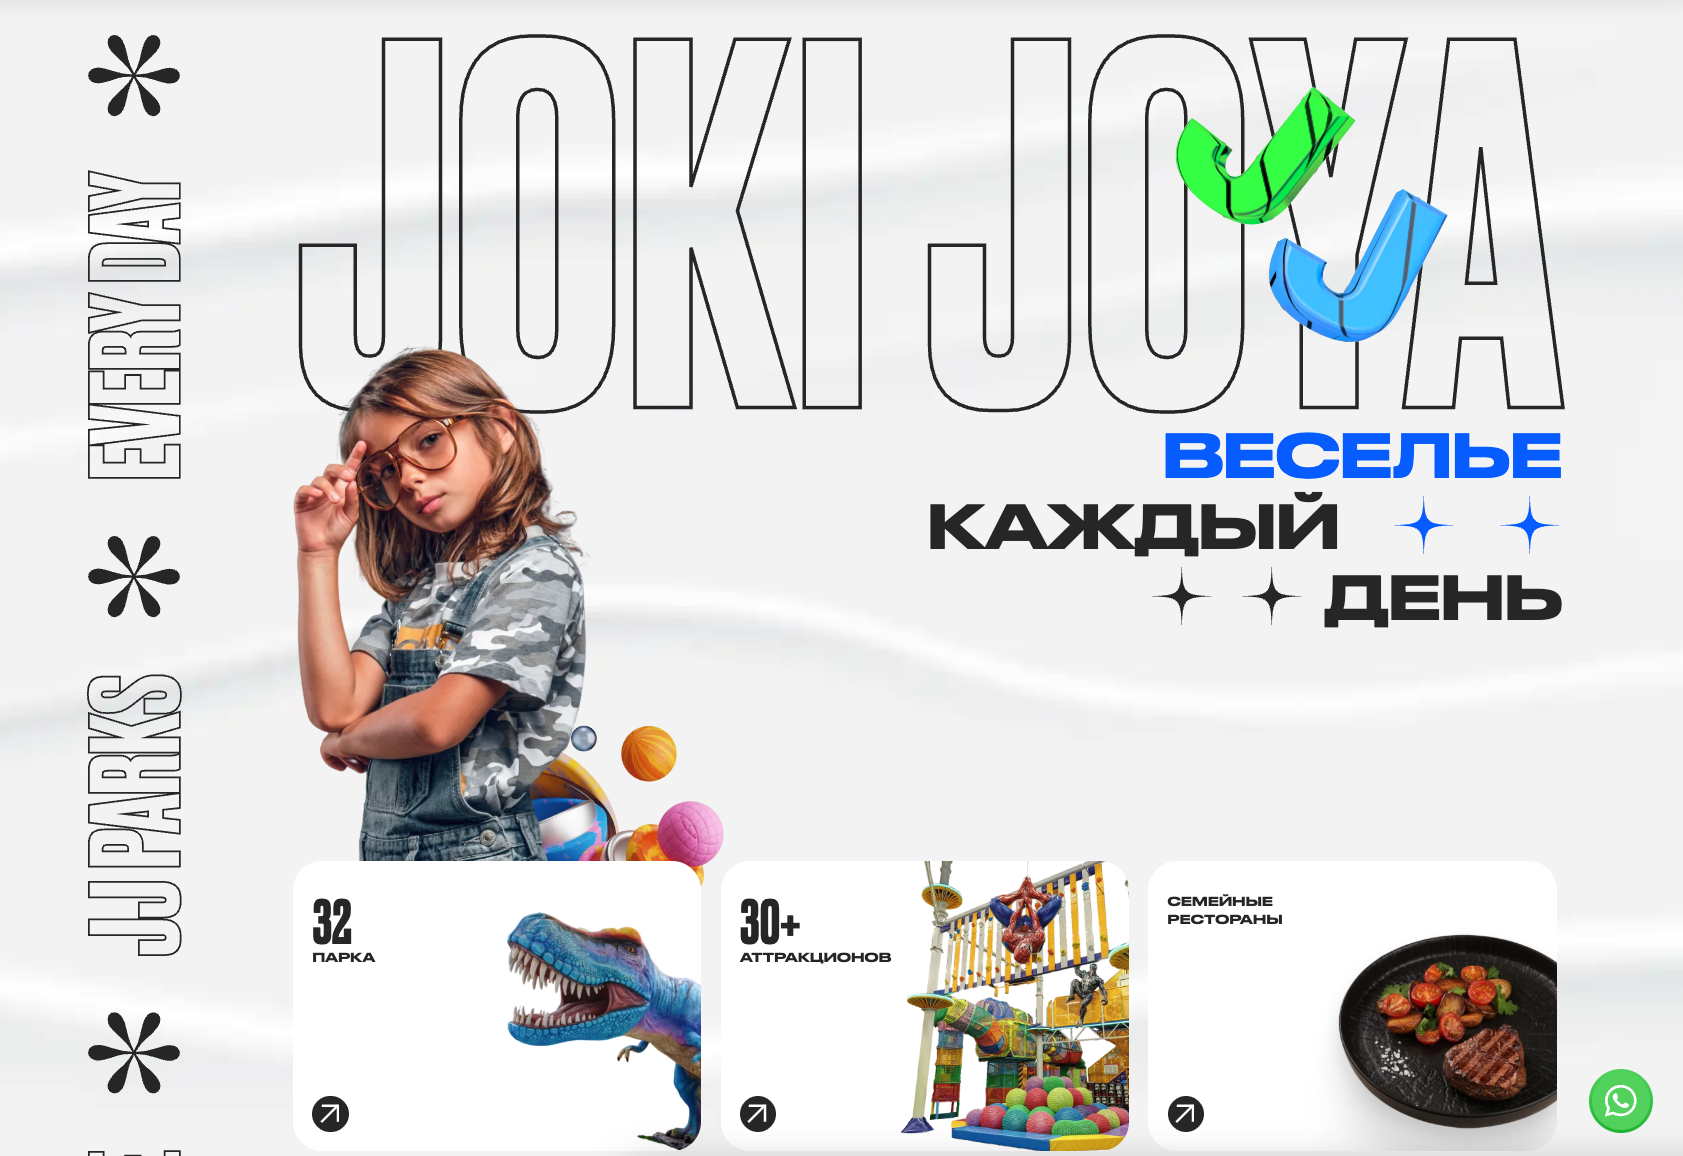 JOKI JOYA
EVERY DAY
JJ PARKS
ВЕСЕЛЬЕ
КАЖДЫЙ
ДЕНЬ
32
ПАРКА
30+
АТТРАКЦИОНОВ
СЕМЕЙНЫЕ
РЕСТОРАНЫ